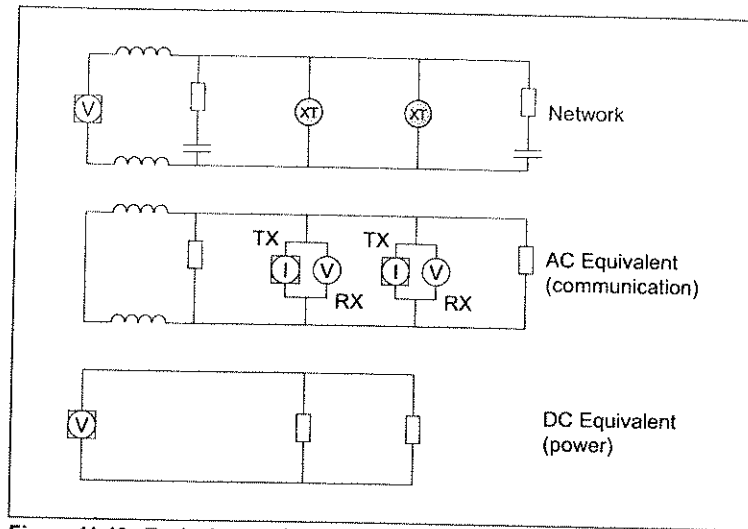 V
XT
XT
Network
TX
I
V
RX
TX
I
V
RX
AC Equivalent
(communication)
V
DC Equivalent
(power)